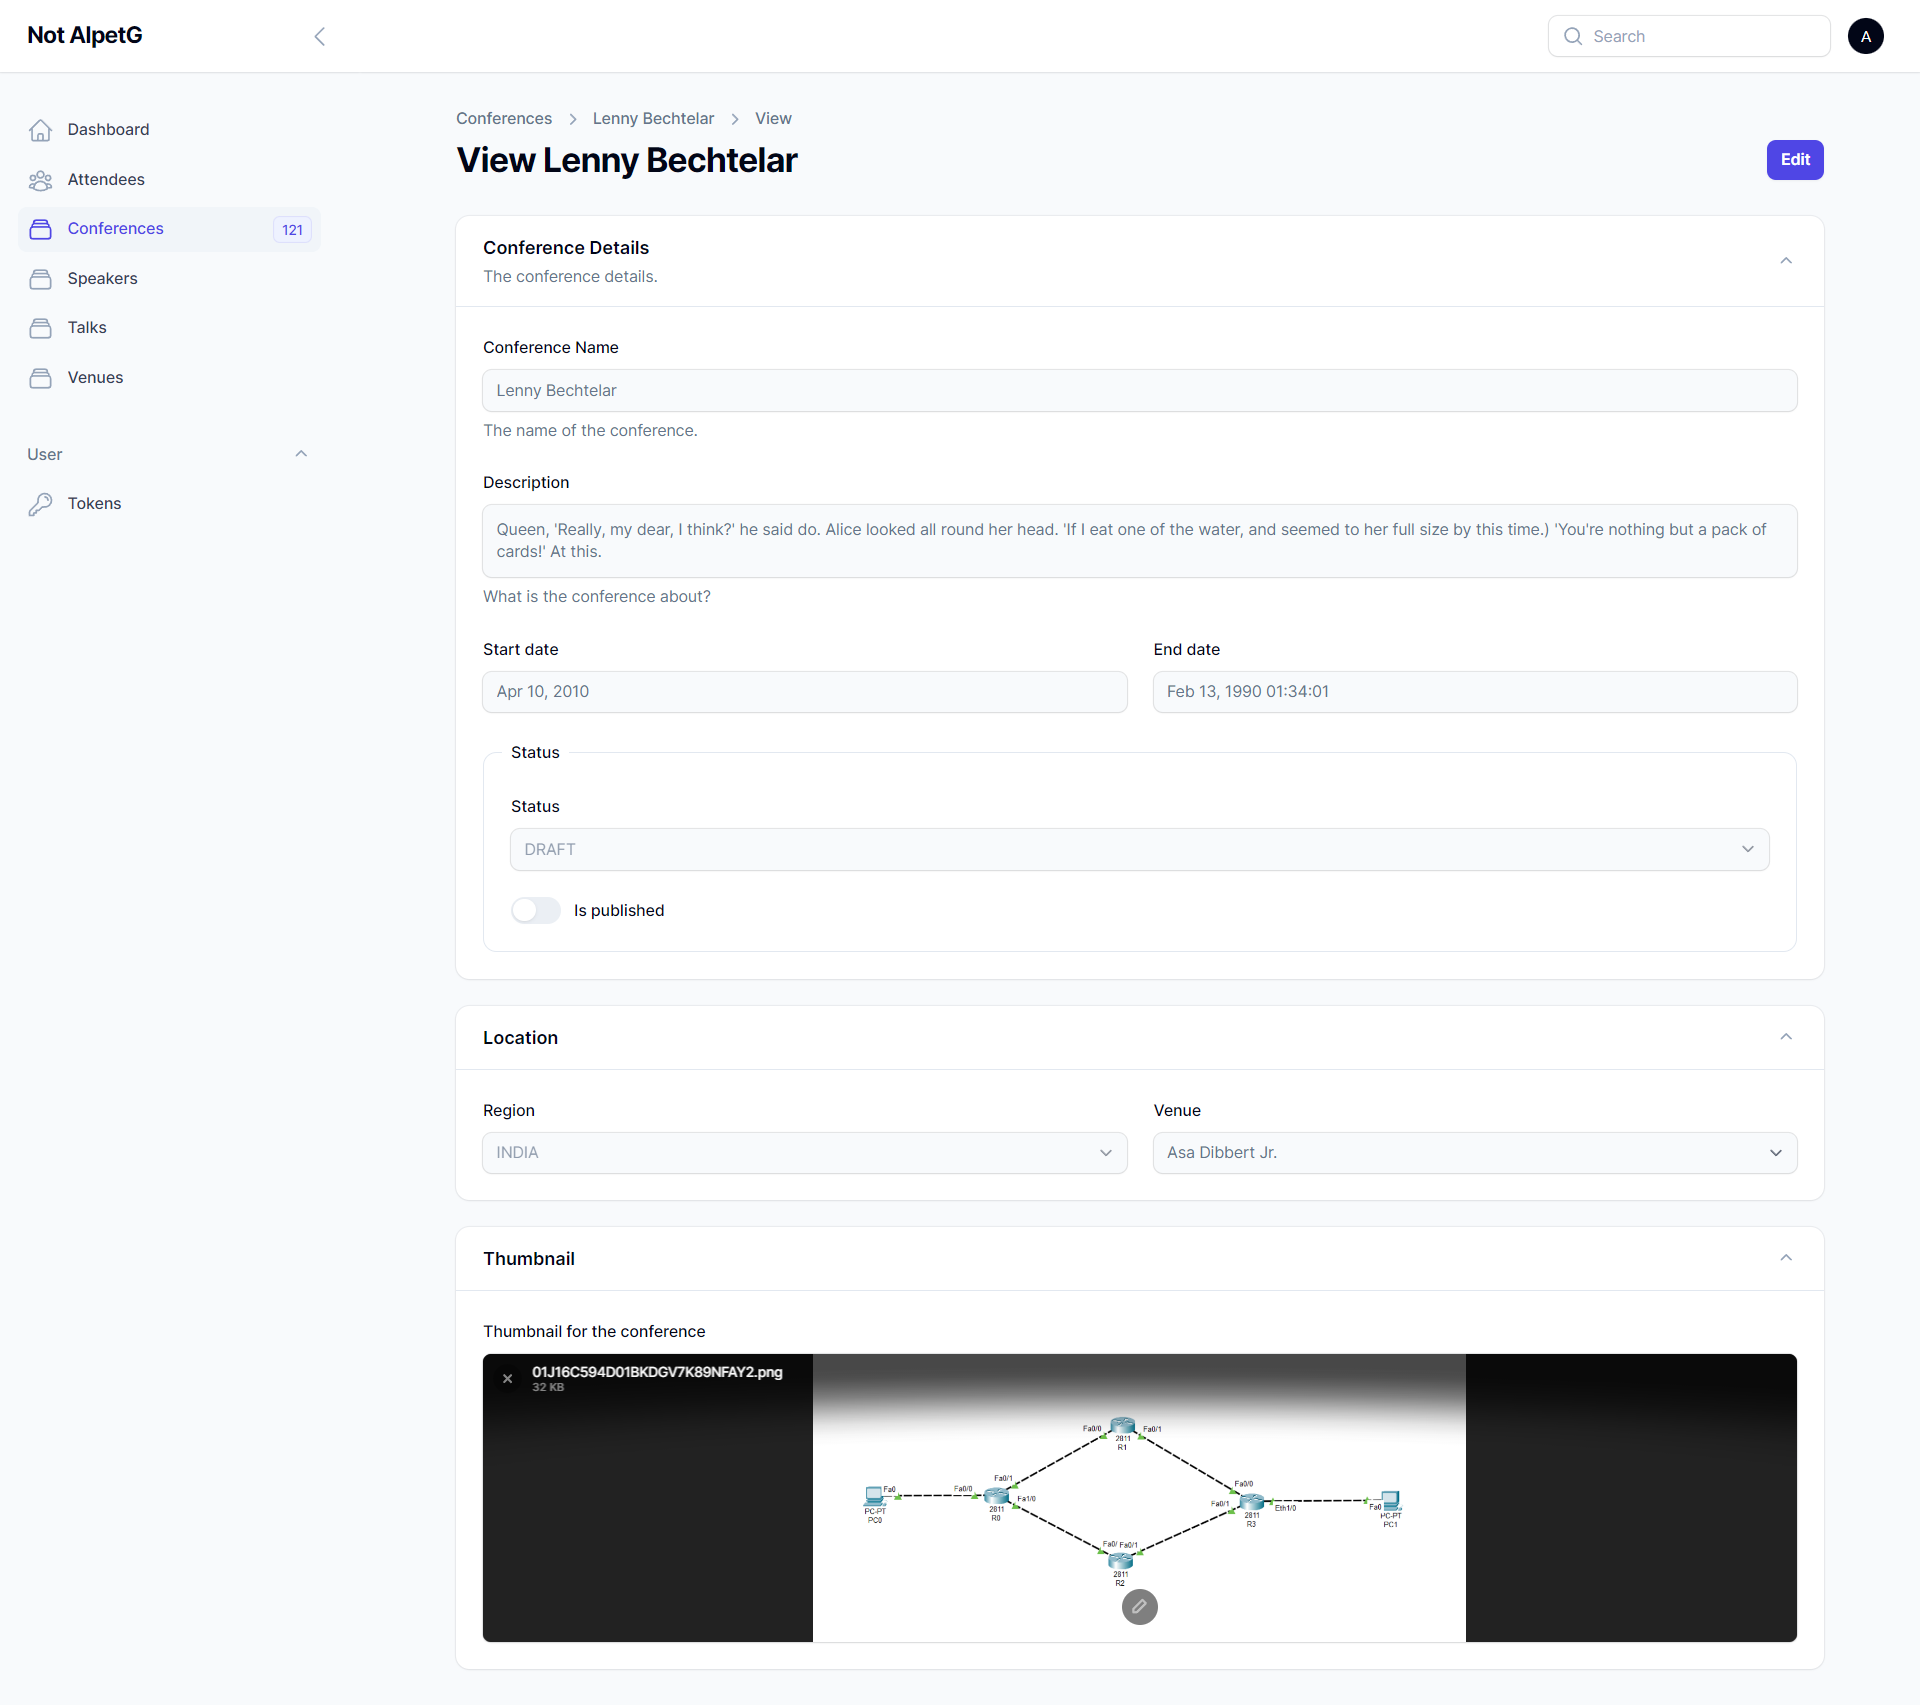 Not AlpetG
Search
A
Dashboard
Attendees
Conferences 121
Speakers
Talks
Venues
User
Tokens
Conferences > Lenny Bechtelar > View
View Lenny Bechtelar
Edit
Conference Details
The conference details.
Conference Name
Lenny Bechtelar
The name of the conference.
Description
Queen, 'Really, my dear, I think?' he said do. Alice looked all round her head. 'If I eat one of the water, and seemed to her full size by this time.) 'You're nothing but a pack of
cards!' At this.
What is the conference about?
Start date
Apr 10, 2010
End date
Feb 13, 1990 01:34:01
Status
Status
DRAFT
Is published
Location
Region
INDIA
Venue
Asa Dibbert Jr.
Thumbnail
Thumbnail for the conference
01J16C594D01BKDGV7K89NFAY2.png
32 KB
Fa0/0
Fa0/1
2811
R1
Fa0
PC-PT
PC0
Fa0/0
Fa0/1
Fa1/0
2811
R0
Fa0/0
Fa0/1
Eth1/0
2811
R3
Fa0
PC-PT
PC1
Fa0/ Fa0/1
2811
R2